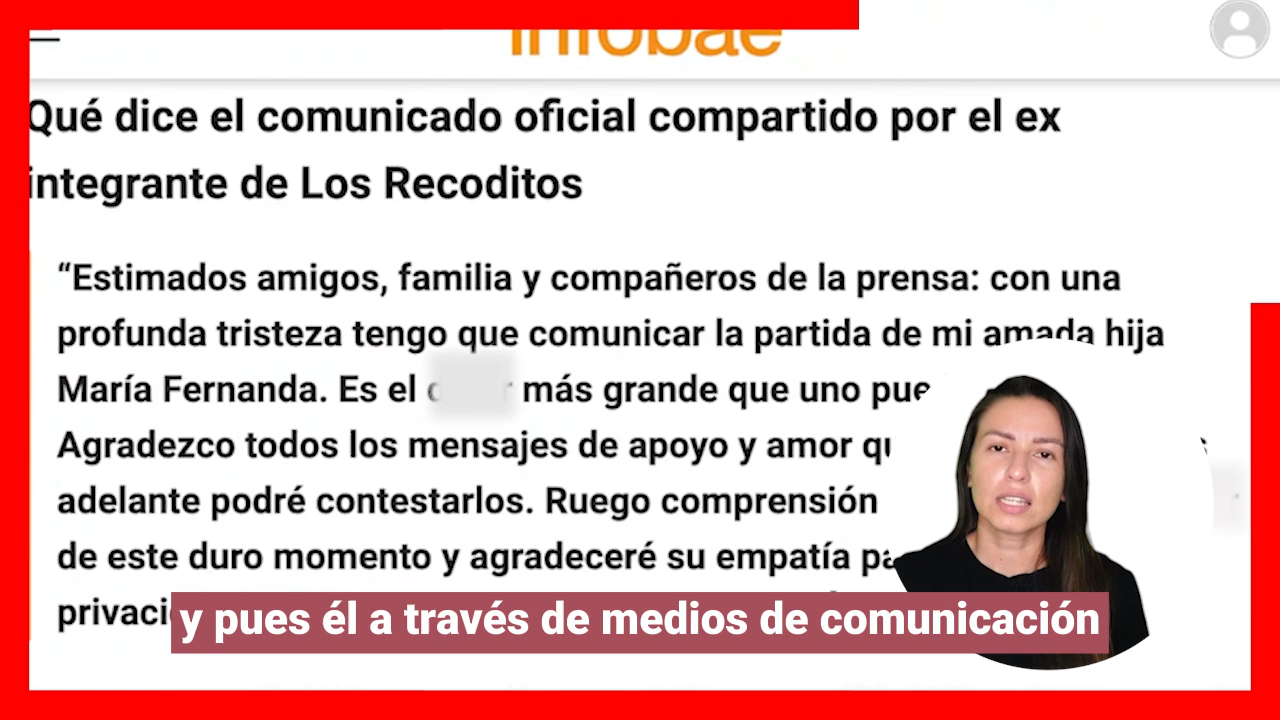 infobae
Qué dice el comunicado oficial compartido por el ex
integrante de Los Recoditos
“Estimados amigos, familia y compañeros de la prensa: con una
profunda tristeza tengo que comunicar la partida de mi amada hija
María Fernanda. Es el más grande que uno
Agradezco todos los mensajes de apoyo y amor
adelante podré contestarlos. Ruego comprensión
de este duro momento y agradeceré su empatía
y pues él a través de medios de comunicación